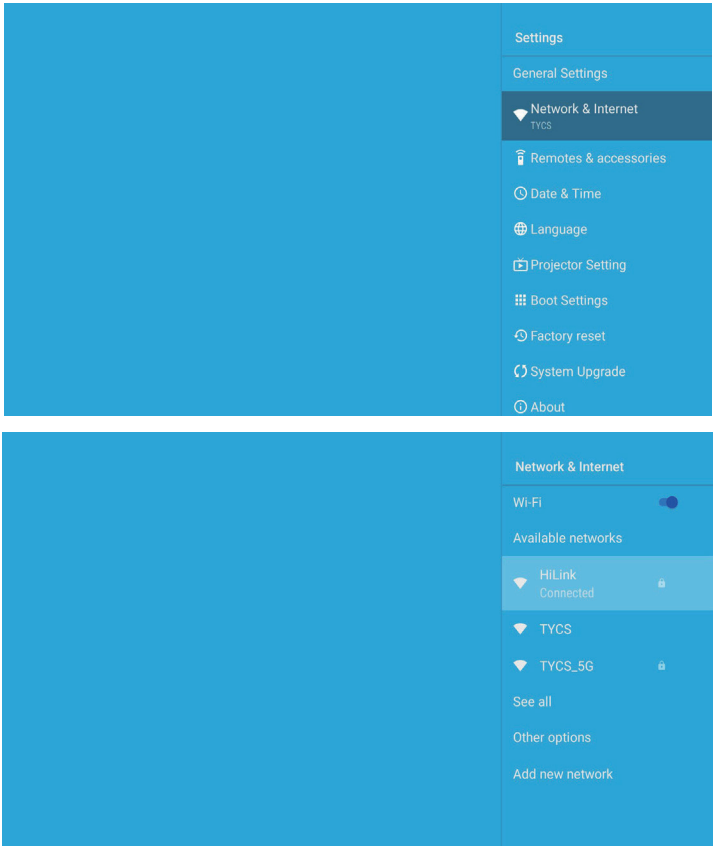 Settings
General Settings
Network & Internet
TYCS
Remotes & accessories
Date & Time
Language
Projector Setting
Boot Settings
Factory reset
System Upgrade
About
Network & Internet
Wi-Fi
Available networks
HiLink
Connected
TYCS
TYCS_5G
See all
Other options
Add new network